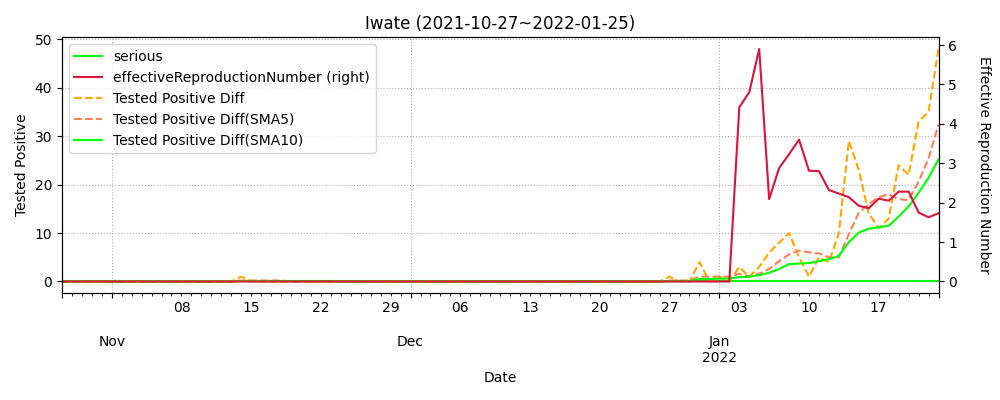 Iwate (2021-10-27~2022-01-25)
serious
effectiveReproductionNumber (right)
Tested Positive Diff
Tested Positive Diff(SMA5)
Tested Positive Diff(SMA10)
Tested Positive
50
40
30
20
10
0
Effective Reproduction Number
6
5
4
3
2
1
0
08 15 22 29 06 13 20 27 03 10 17
Nov Dec Jan
2022
Date